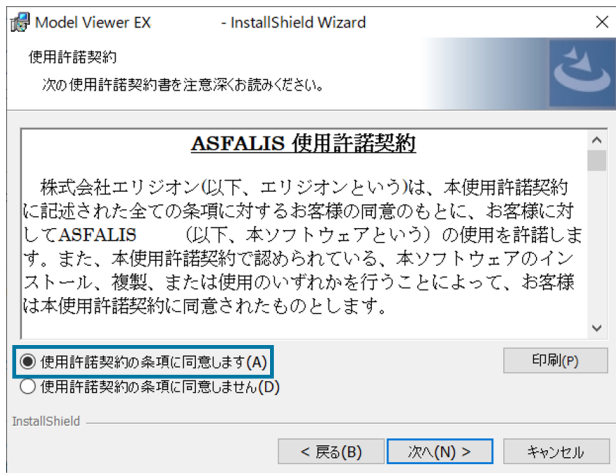 Model Viewer EX - InstallShield Wizard
使用許諾契約
次の使用許諾契約書を注意深くお読みください。
ASFALIS 使用許諾契約
株式会社エリジオン(以下、エリジオンという)は、本使用許諾契約
に記述された全ての条項に対するお客様の同意のもとに、お客様に対
してASFALIS （以下、本ソフトウェアという）の使用を許諾しま
す。また、本使用許諾契約で認められている、本ソフトウェアのイン
ストール、複製、または使用のいずれかを行うことによって、お客様
は本使用許諾契約に同意されたものとします。
使用許諾契約の条項に同意します(A)
印刷(P)
使用許諾契約の条項に同意しません(D)
InstallShield
< 戻る(B)
次へ(N) >
キャンセル